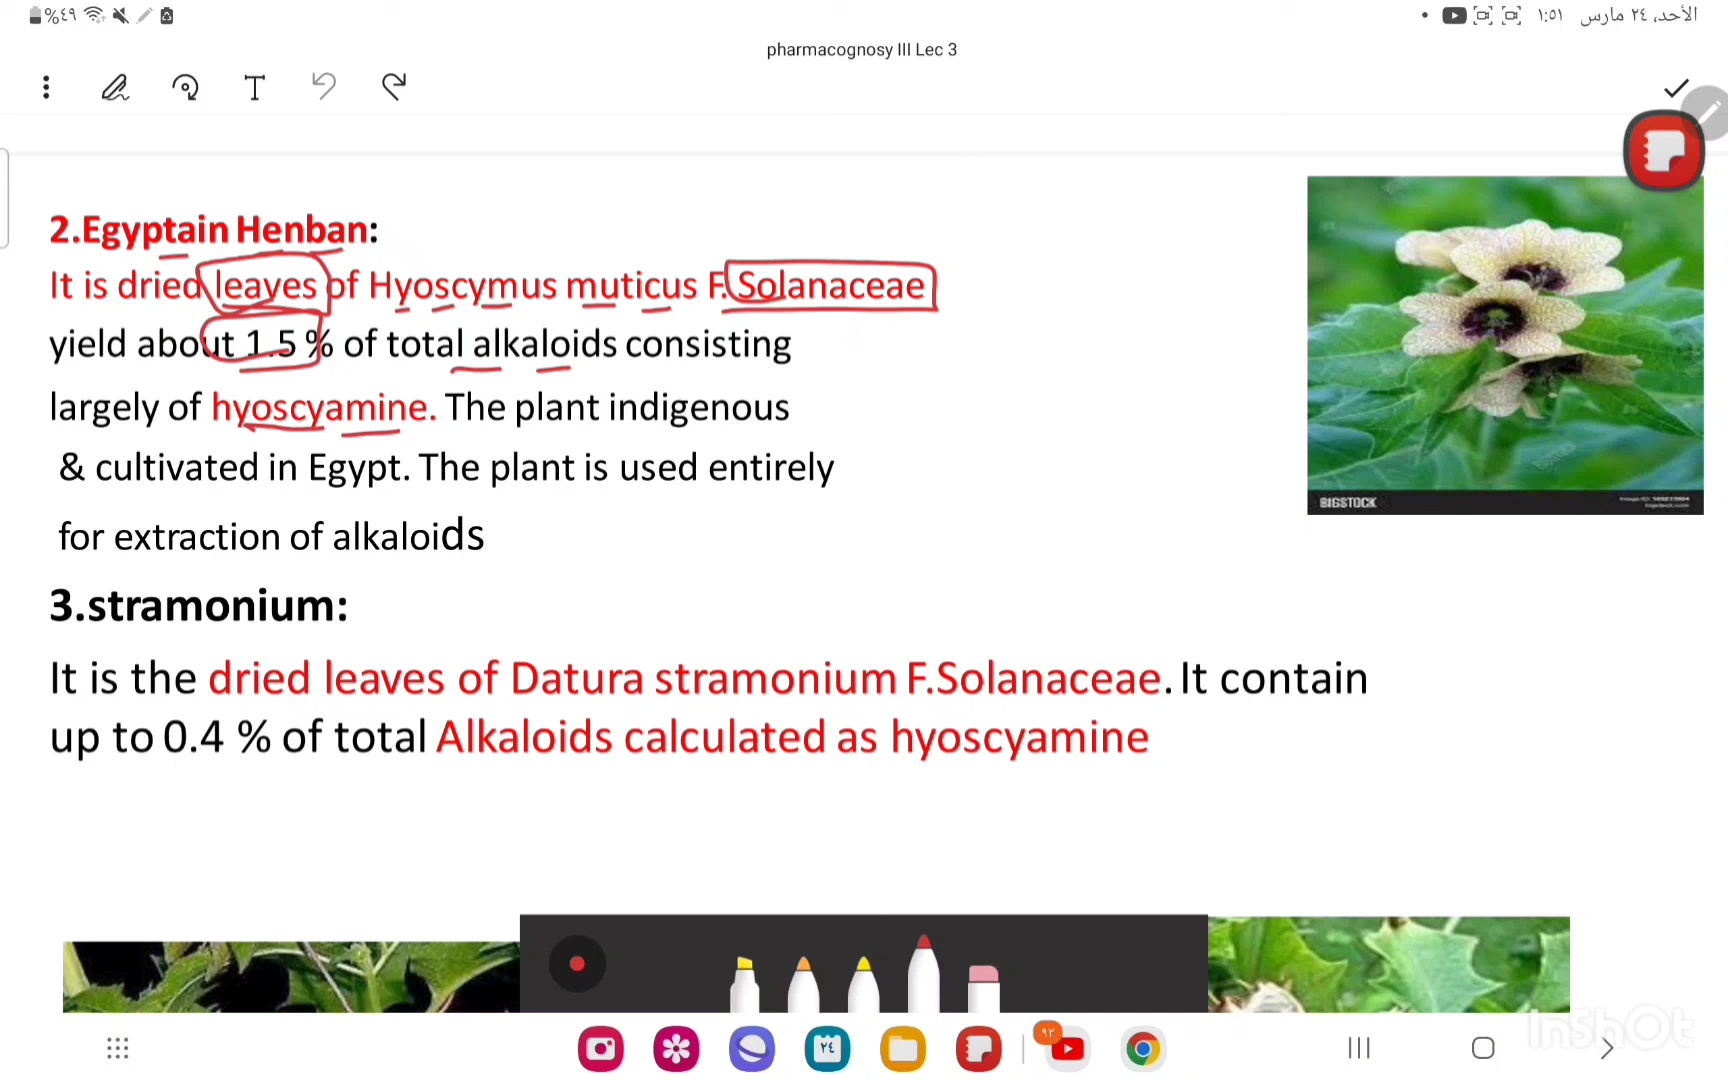 %٤٩
الأحد، ٢٤ مارس ١:٥١
pharmacognosy III Lec 3
T
2.Egyptain Henban:
It is dried leaves of Hyoscymus muticus F. Solanaceae
yield about 1.5 % of total alkaloids consisting
largely of hyoscyamine. The plant indigenous
& cultivated in Egypt. The plant is used entirely
for extraction of alkaloids
BIGSTOCK
3.stramonium:
It is the dried leaves of Datura stramonium F.Solanaceae. It contain
up to 0.4 % of total Alkaloids calculated as hyoscyamine
٢٤
٩٢
InShOt